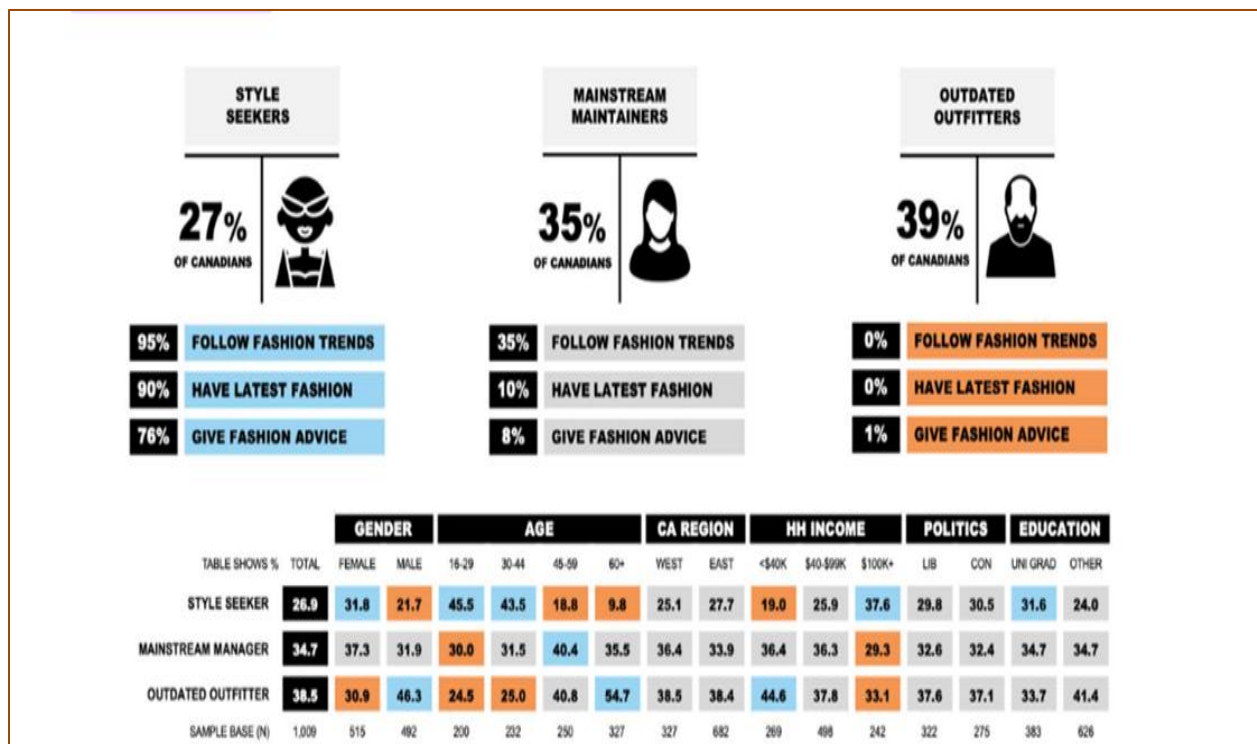 STYLE
SEEKERS
27%
OF CANADIANS
95% FOLLOW FASHION TRENDS
90% HAVE LATEST FASHION
76% GIVE FASHION ADVICE
MAINSTREAM
MAINTAINERS
35%
OF CANADIANS
35% FOLLOW FASHION TRENDS
10% HAVE LATEST FASHION
8% GIVE FASHION ADVICE
OUTDATED
OUTFITTERS
39%
OF CANADIANS
0% FOLLOW FASHION TRENDS
0% HAVE LATEST FASHION
1% GIVE FASHION ADVICE
GENDER AGE CA REGION HH INCOME POLITICS EDUCATION
TABLE SHOWS % TOTAL FEMALE MALE 16-29 30-44 45-59 60+ WEST EAST <$40K $40-$99K $100K+ LIB CON UNI GRAD OTHER
STYLE SEEKER 26.9 31.8 21.7 45.5 43.5 18.8 9.8 25.1 27.7 19.0 25.9 37.6 29.8 30.5 31.6 24.0
MAINSTREAM MANAGER 34.7 37.3 31.9 30.0 31.5 40.4 35.5 36.4 33.9 36.4 36.3 29.3 32.6 32.4 34.7 34.7
OUTDATED OUTFITTER 38.5 30.9 46.3 24.5 25.0 40.8 54.7 38.5 38.4 44.6 37.8 33.1 37.6 37.1 33.7 41.4
SAMPLE BASE (N) 1,009 515 492 200 232 250 327 327 682 269 498 242 322 275 383 626